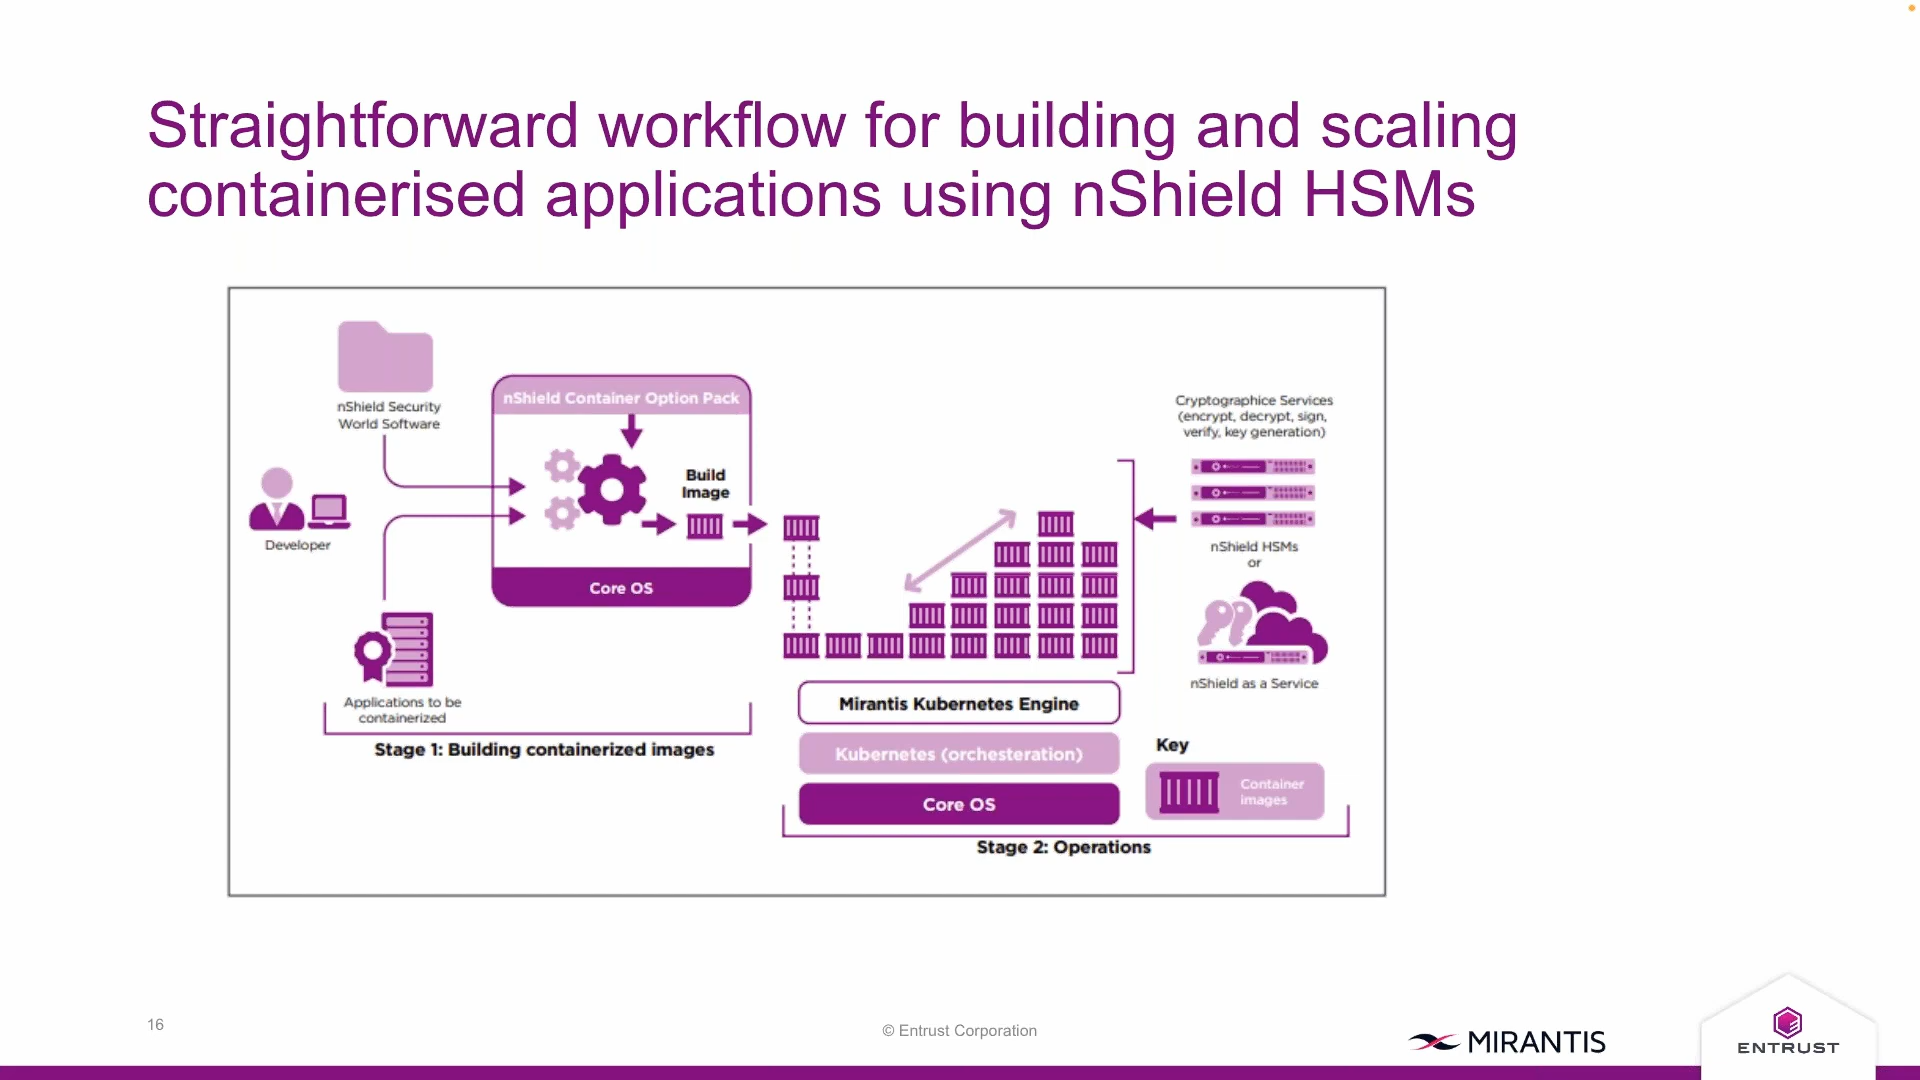 Straightforward workflow for building and scaling
containerised applications using nShield HSMs
nShield Security
World Software
Developer
Applications to be
containerized
Stage 1: Building containerized images
nShield Container Option Pack
Build
Image
Core OS
Mirantis Kubernetes Engine
Kubernetes (orchesteration)
Core OS
Stage 2: Operations
Cryptographice Services
(encrypt, decrypt, sign,
verify, key generation)
nShield HSMs
or
nShield as a Service
Key
Container
images
16
© Entrust Corporation
MIRANTIS
ENTRUST